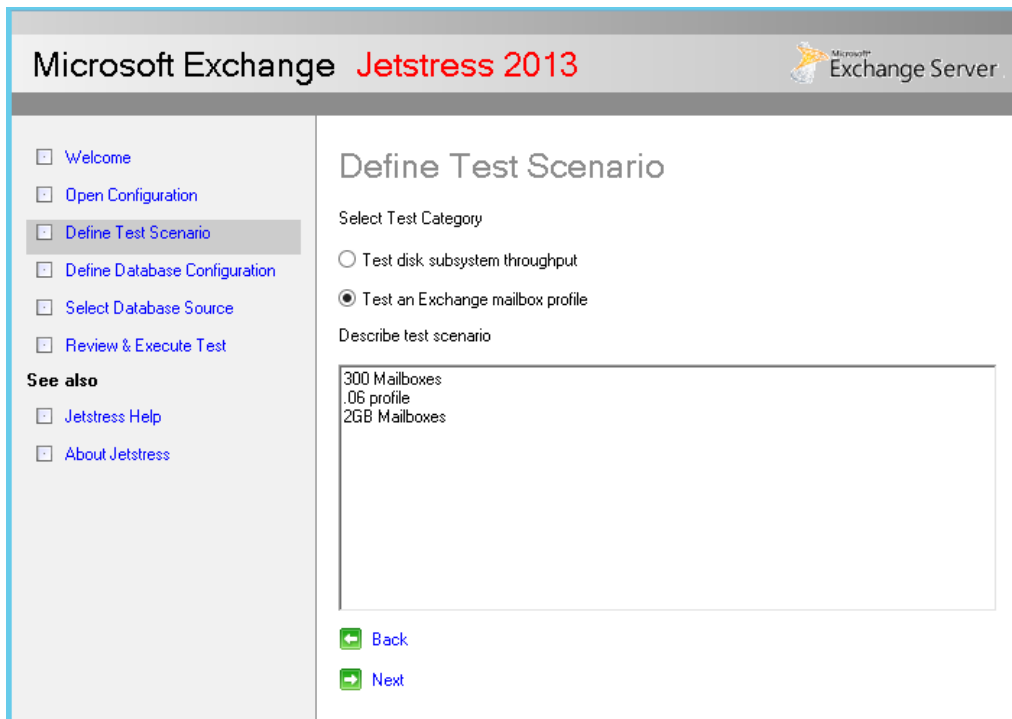 Microsoft Exchange Jetstress 2013
Microsoft
Exchange Server
Welcome
Open Configuration
Define Test Scenario
Define Database Configuration
Select Database Source
Review & Execute Test
See also
Jetstress Help
About Jetstress
Define Test Scenario
Select Test Category
Test disk subsystem throughput
Test an Exchange mailbox profile
Describe test scenario
300 Mailboxes
.06 profile
2GB Mailboxes
Back
Next